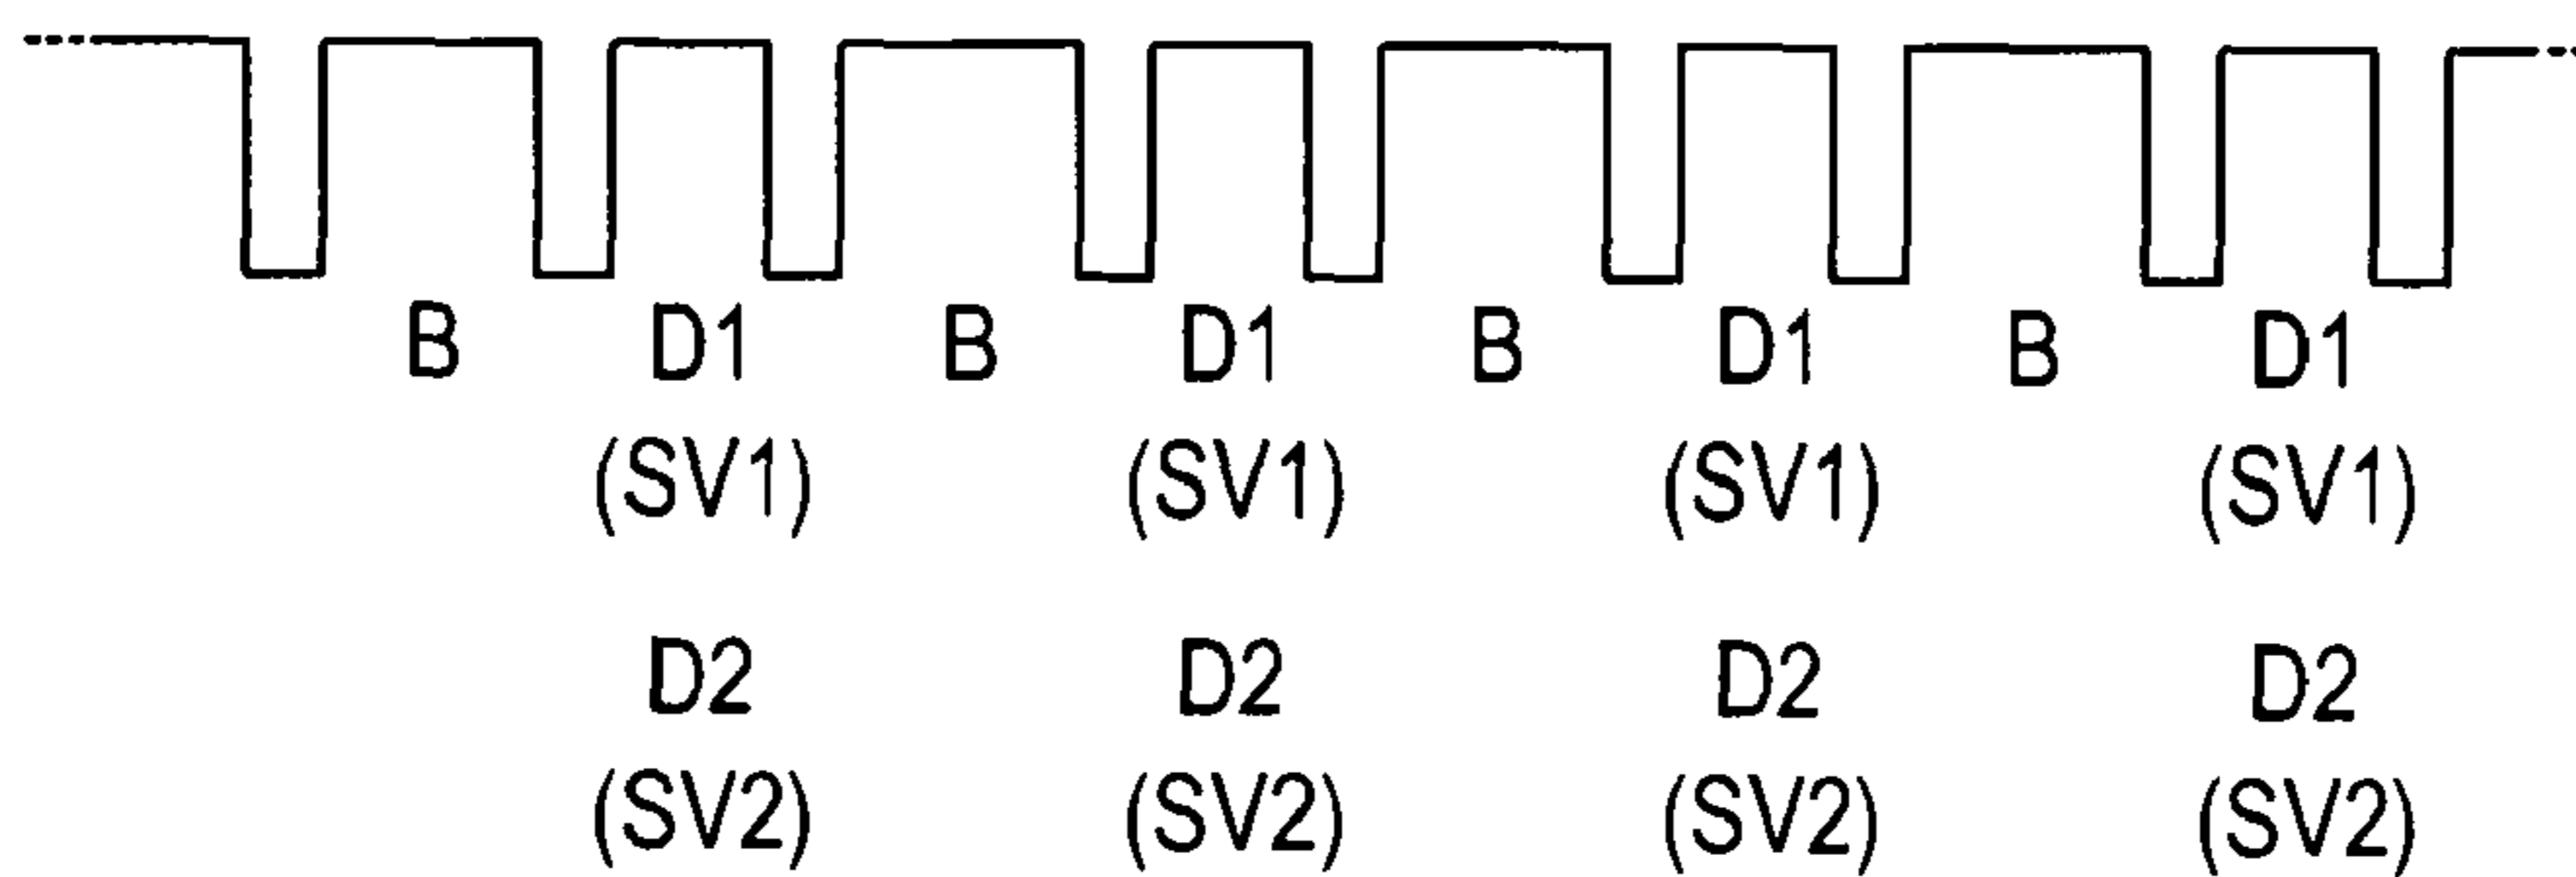 B D1 B D1 B D1 B D1
(SV1) (SV1) (SV1) (SV1)
D2 D2 D2 D2
(SV2) (SV2) (SV2) (SV2)